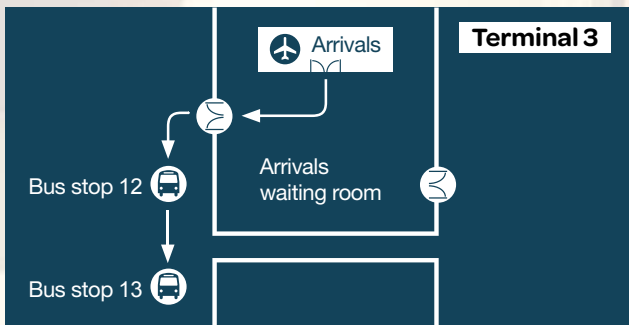 Terminal 3
Arrivals
Arrivals
waiting room
Bus stop 12
Bus stop 13